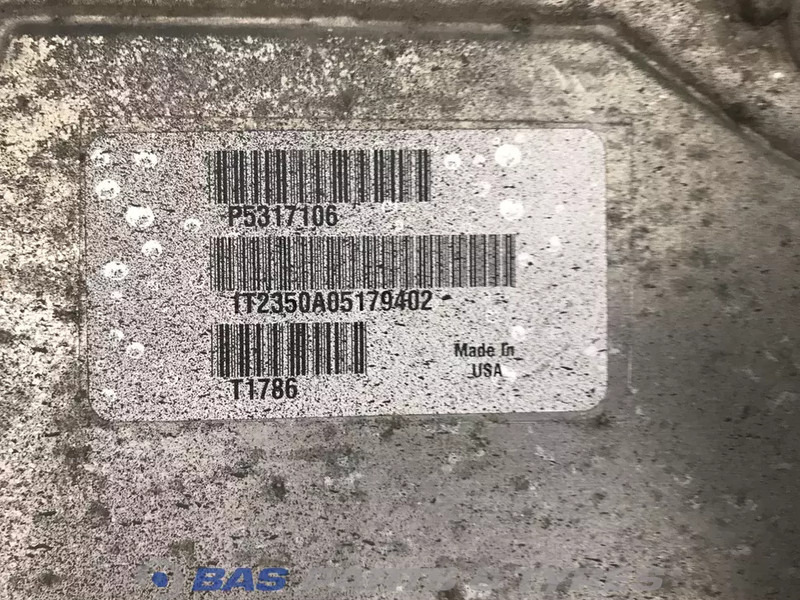 P5317106
1T2350A05179402
T1786
Made In
USA
BAS